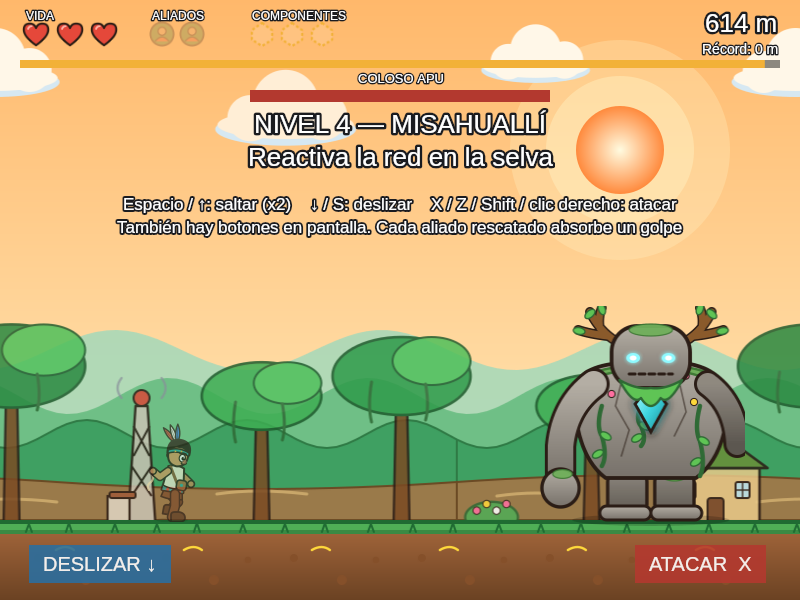 VIDA ALIADOS COMPONENTES
614 m
Récord: 0 m
COLOSO APU
NIVEL 4 — MISAHUALLÍ
Reactiva la red en la selva
Espacio / ↑: saltar (x2) ↓ / S: deslizar X / Z / Shift / clic derecho: atacar
También hay botones en pantalla. Cada aliado rescatado absorbe un golpe
DESLIZAR ↓ ATACAR X